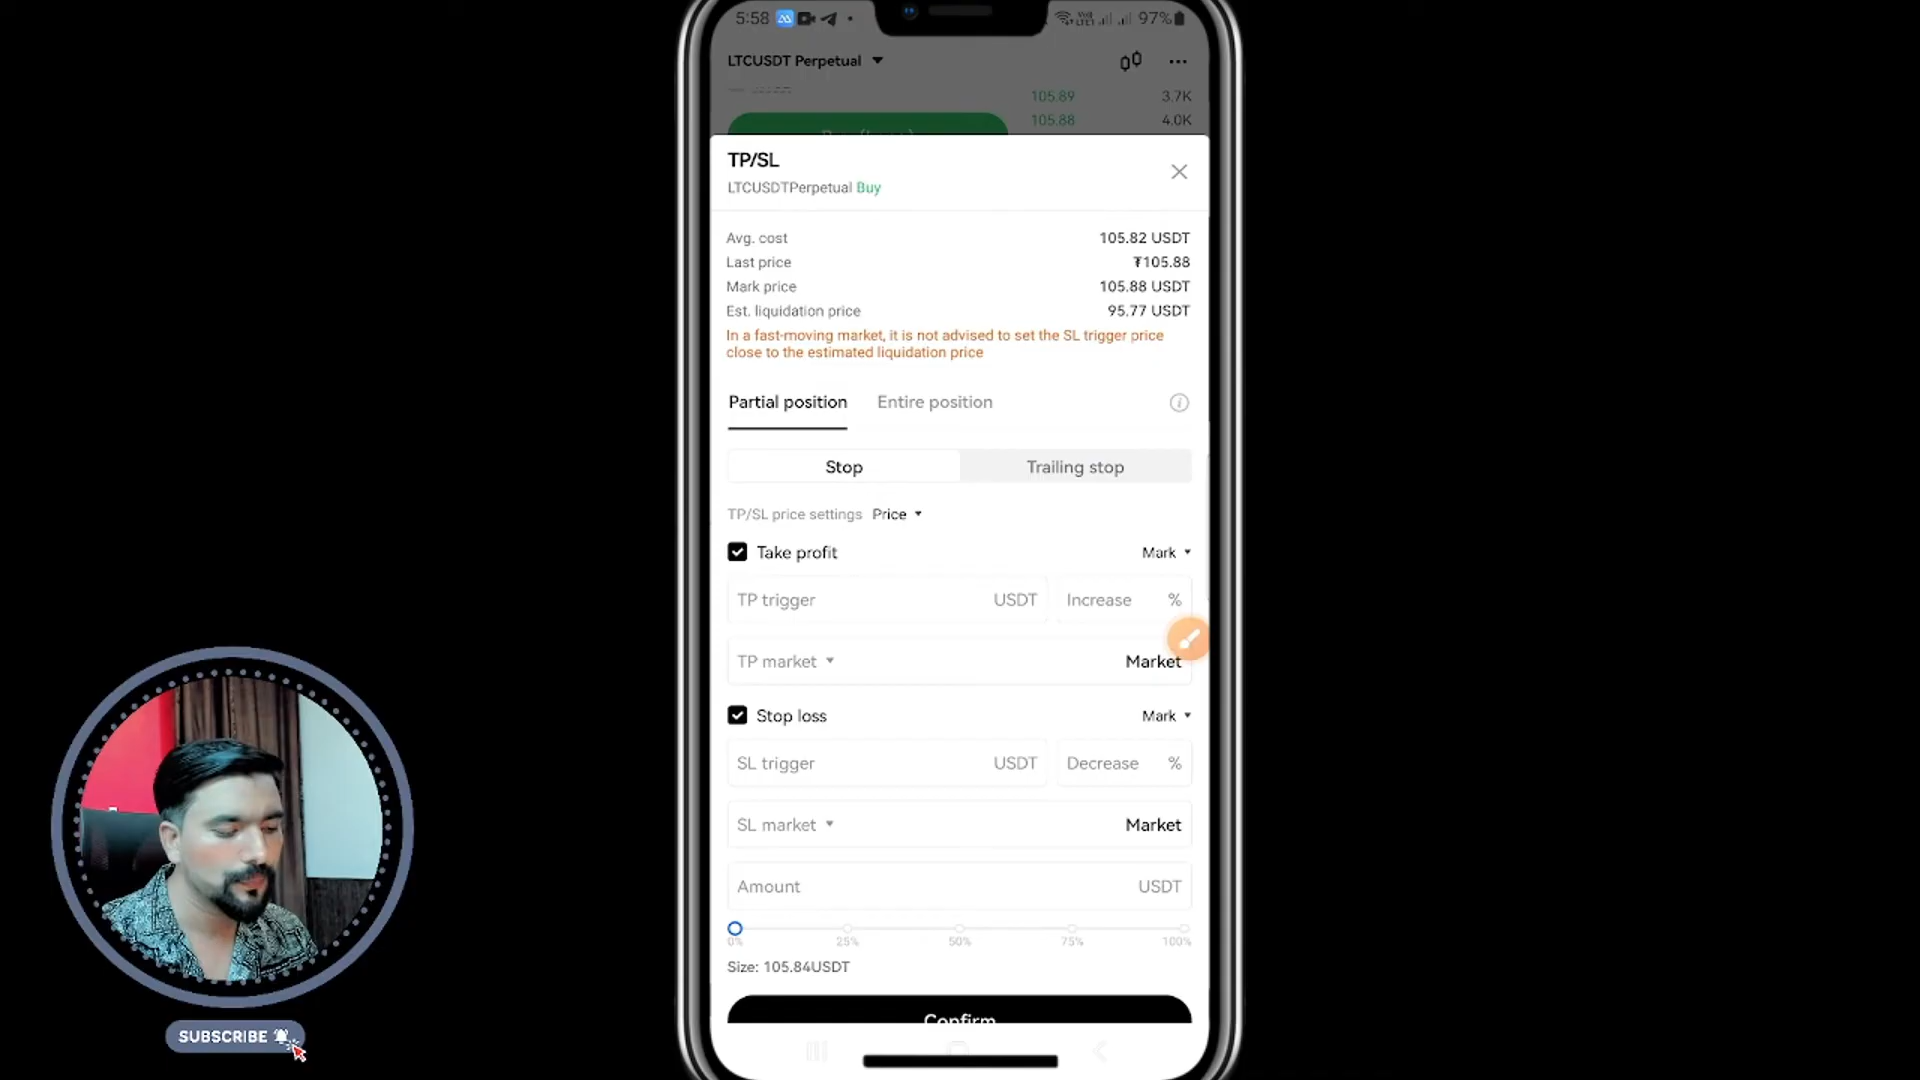 5:58
97%
LTCUSDT Perpetual
105.89 3.7K
105.88 4.0K
TP/SL
LTCUSDTPerpetual Buy
Avg. cost 105.82 USDT
Last price ₮105.88
Mark price 105.88 USDT
Est. liquidation price 95.77 USDT
In a fast-moving market, it is not advised to set the SL trigger price
close to the estimated liquidation price
Partial position Entire position
Stop Trailing stop
TP/SL price settings Price
Take profit Mark
TP trigger USDT Increase %
TP market Market
Stop loss Mark
SL trigger USDT Decrease %
SL market Market
Amount USDT
0% 25% 50% 75% 100%
Size: 105.84USDT
Confirm
SUBSCRIBE